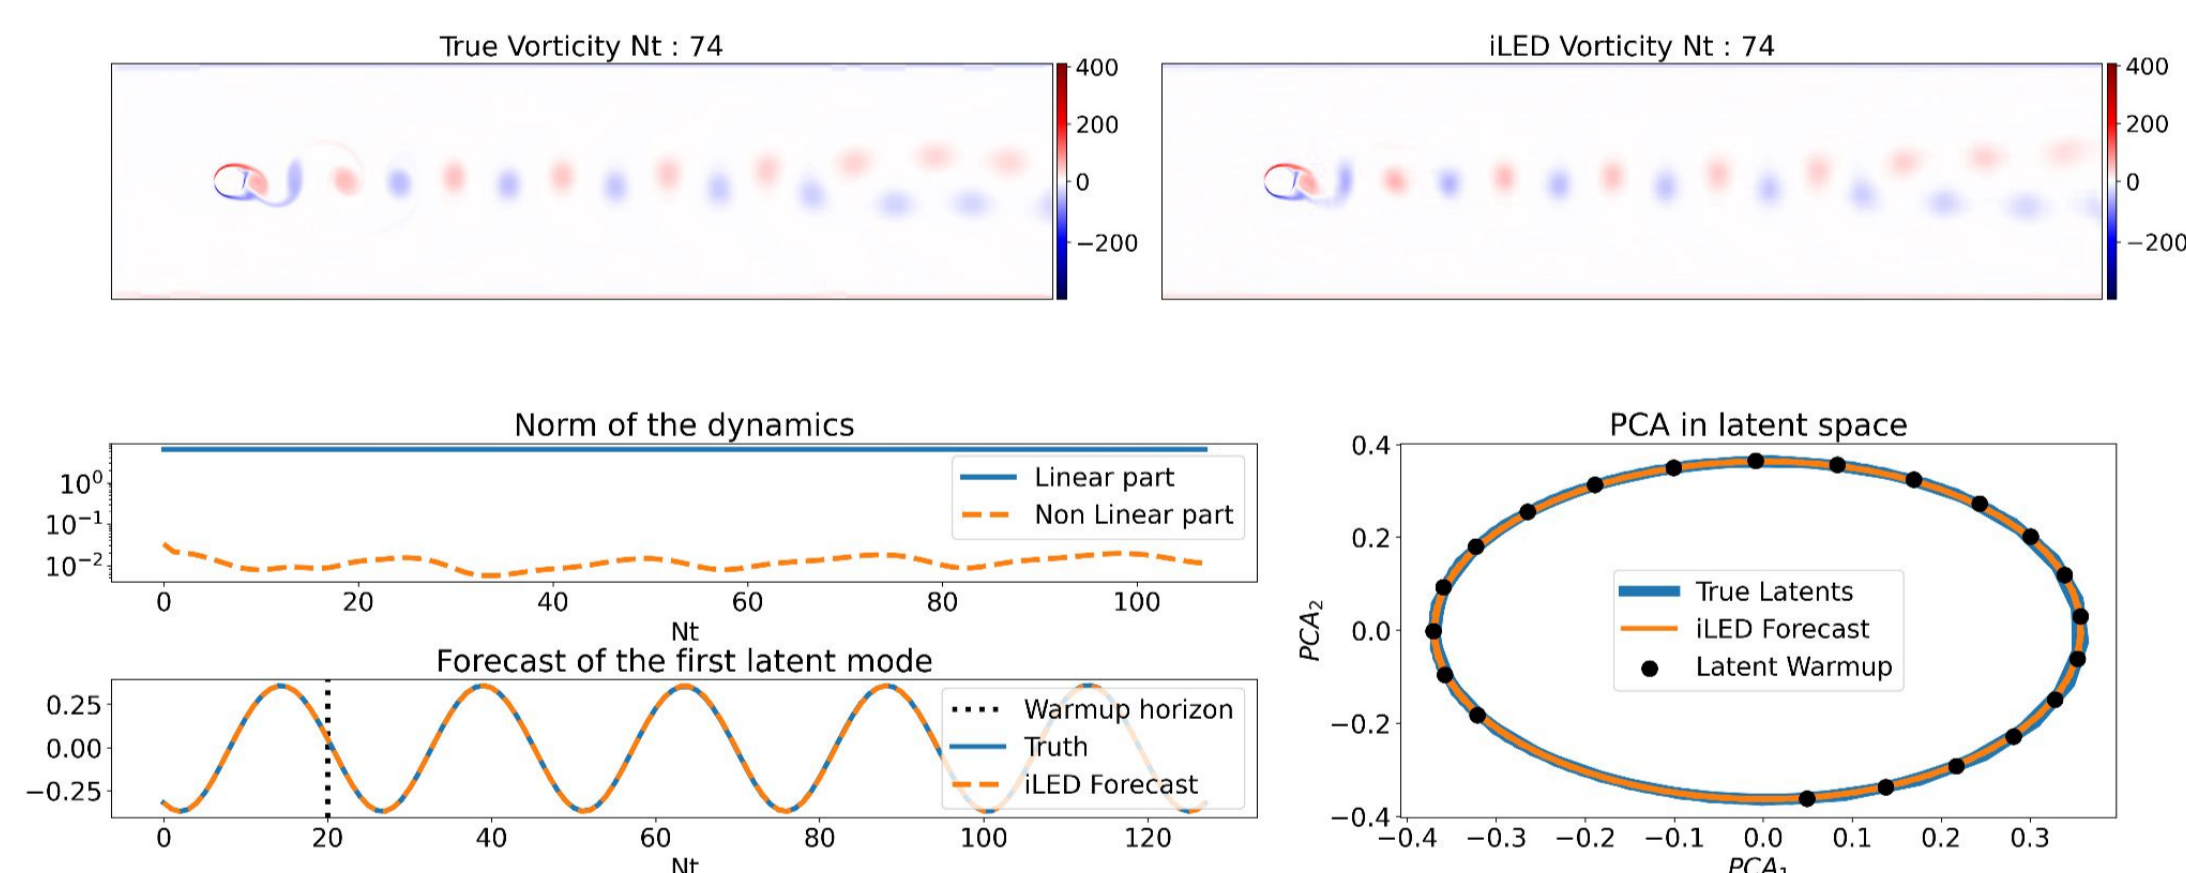 True Vorticity Nt : 74
400
200
0
−200
iLED Vorticity Nt : 74
400
200
0
−200
Norm of the dynamics
10⁰
10⁻¹
10⁻²
Linear part
Non Linear part
0 20 40 60 80 100
Nt
Forecast of the first latent mode
0.25
0.00
−0.25
Warmup horizon
Truth
iLED Forecast
0 20 40 60 80 100 120
Nt
PCA in latent space
0.4
0.2
0.0
−0.2
−0.4
PCA₂
True Latents
iLED Forecast
Latent Warmup
−0.4 −0.3 −0.2 −0.1 0.0 0.1 0.2 0.3
PCA₁